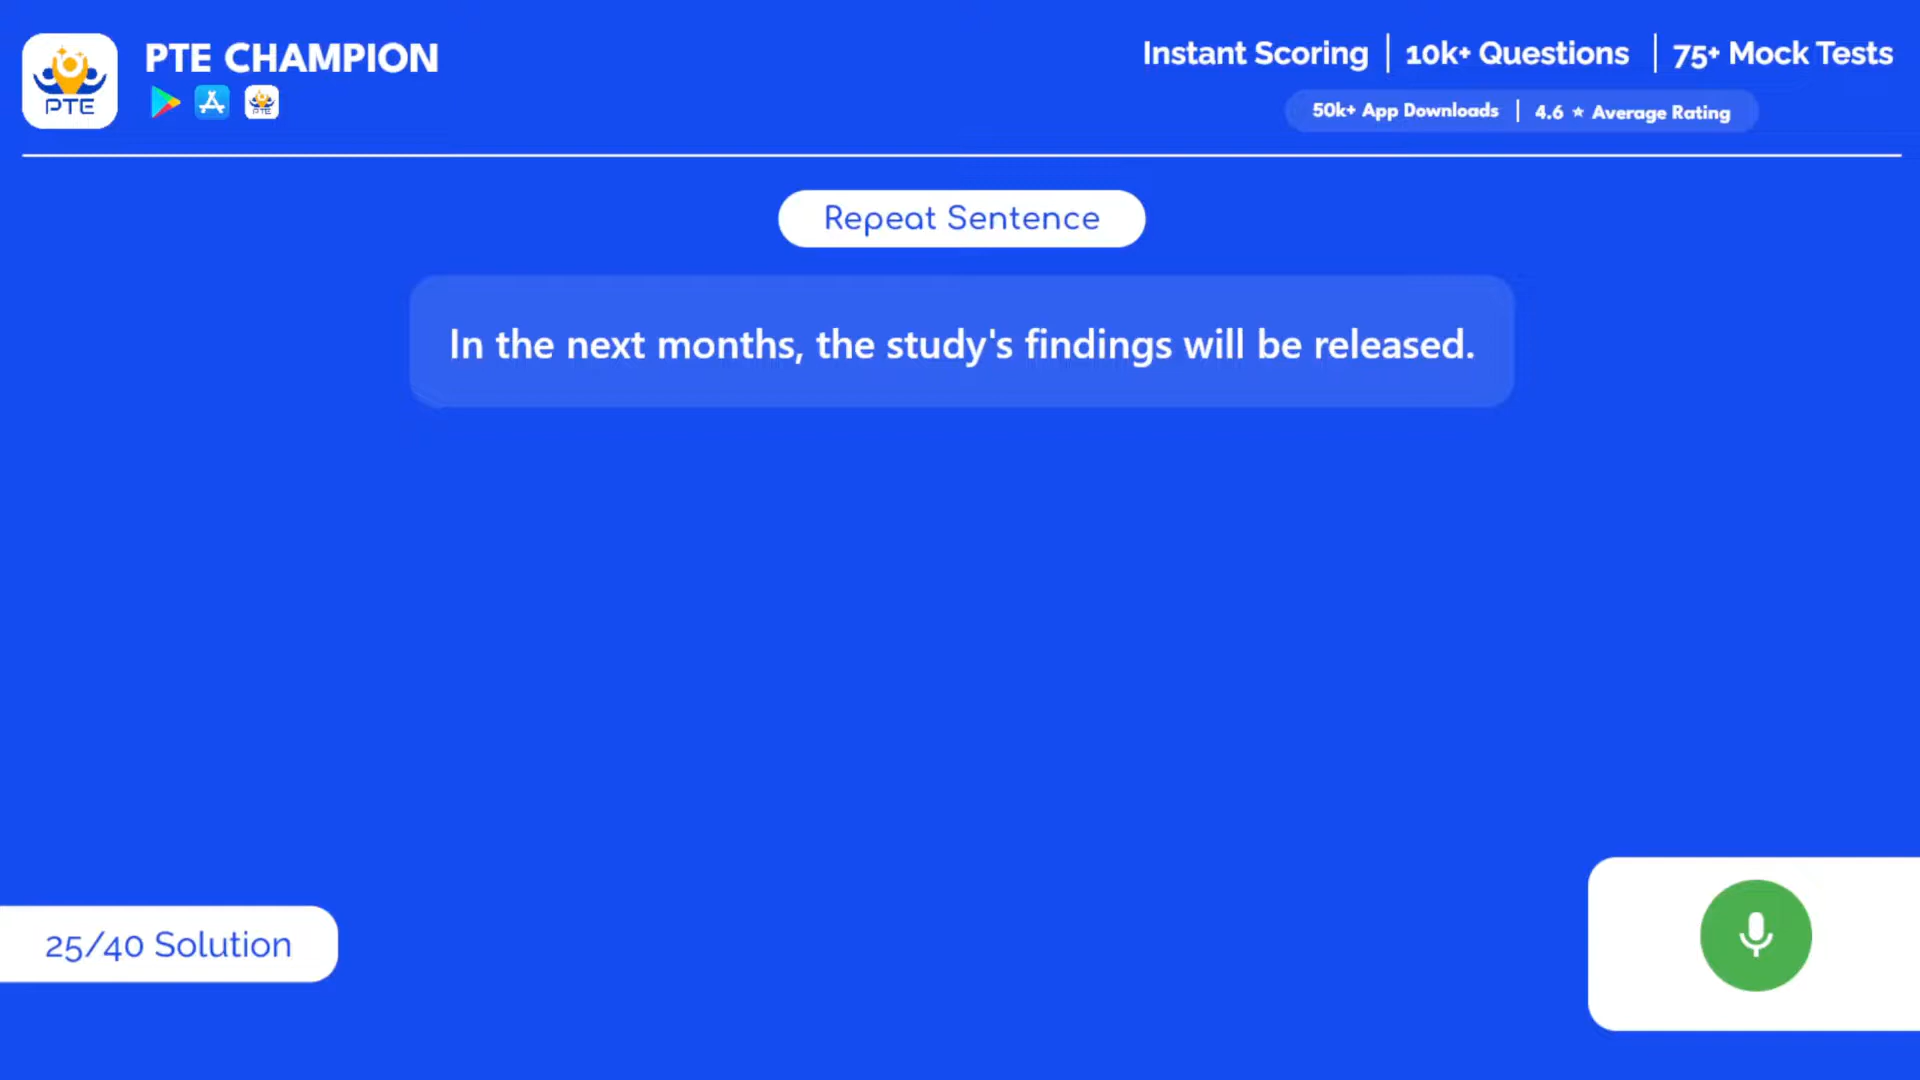 PTE CHAMPION
PTE
PTE
Instant Scoring | 10k+ Questions | 75+ Mock Tests
50k+ App Downloads | 4.6 ★ Average Rating
Repeat Sentence
In the next months, the study's findings will be released.
25/40 Solution